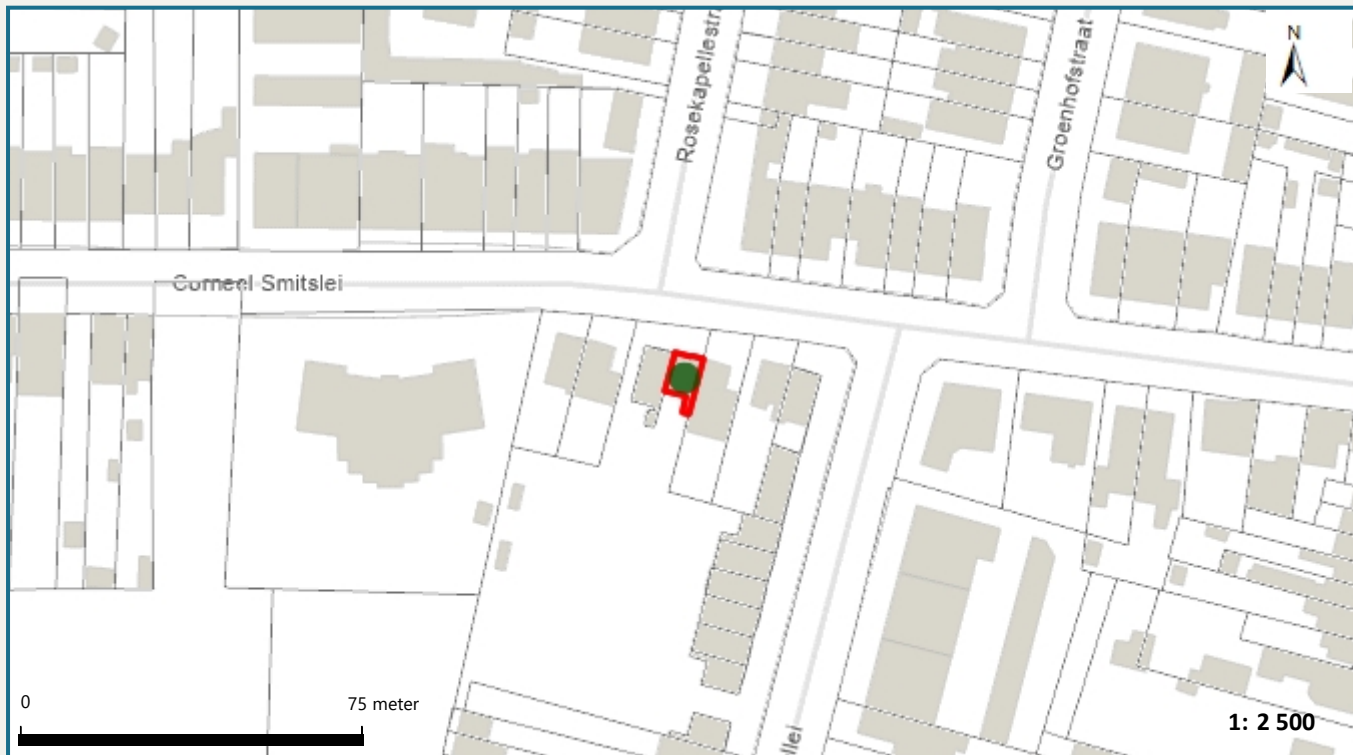 N
Rosekapellestr
Groenhofstraat
Corneel Smitslei
0
75 meter
1: 2 500
llei